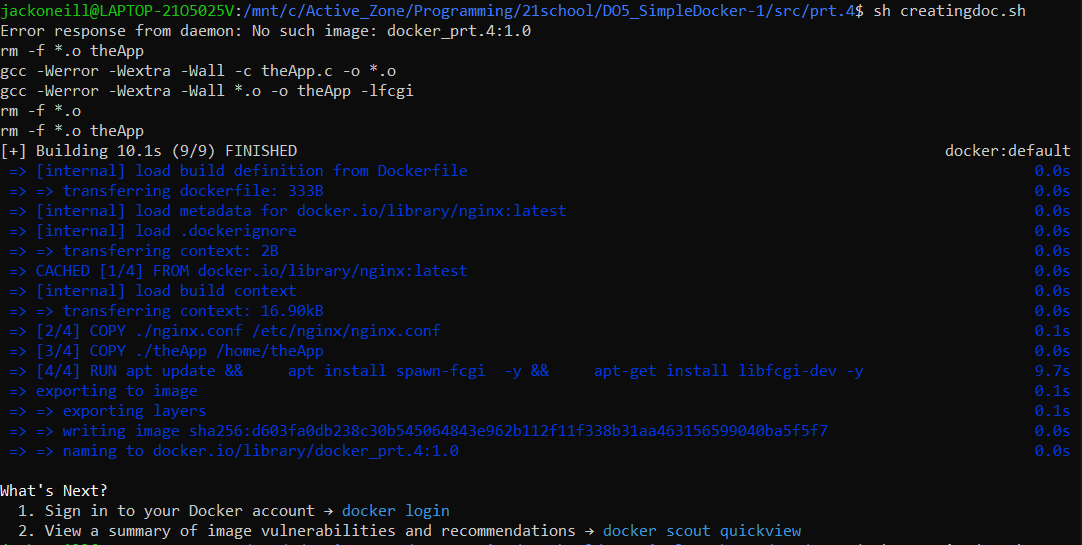 jackoneill@LAPTOP-21O5025V:/mnt/c/Active_Zone/Programming/21school/DO5_SimpleDocker-1/src/prt.4$ sh creatingdoc.sh
Error response from daemon: No such image: docker_prt.4:1.0
rm -f *.o theApp
gcc -Werror -Wextra -Wall -c theApp.c -o *.o
gcc -Werror -Wextra -Wall *.o -o theApp -lfcgi
rm -f *.o
rm -f *.o theApp
[+] Building 10.1s (9/9) FINISHED docker:default
=> [internal] load build definition from Dockerfile 0.0s
=> => transferring dockerfile: 333B 0.0s
=> [internal] load metadata for docker.io/library/nginx:latest 0.0s
=> [internal] load .dockerignore 0.0s
=> => transferring context: 2B 0.0s
=> CACHED [1/4] FROM docker.io/library/nginx:latest 0.0s
=> [internal] load build context 0.0s
=> => transferring context: 16.90kB 0.0s
=> [2/4] COPY ./nginx.conf /etc/nginx/nginx.conf 0.1s
=> [3/4] COPY ./theApp /home/theApp 0.0s
=> [4/4] RUN apt update && apt install spawn-fcgi -y && apt-get install libfcgi-dev -y 9.7s
=> exporting to image 0.1s
=> => exporting layers 0.1s
=> => writing image sha256:d603fa0db238c30b545064843e962b112f11f338b31aa463156599040ba5f5f7 0.0s
=> => naming to docker.io/library/docker_prt.4:1.0 0.0s
What's Next?
1. Sign in to your Docker account → docker login
2. View a summary of image vulnerabilities and recommendations → docker scout quickview